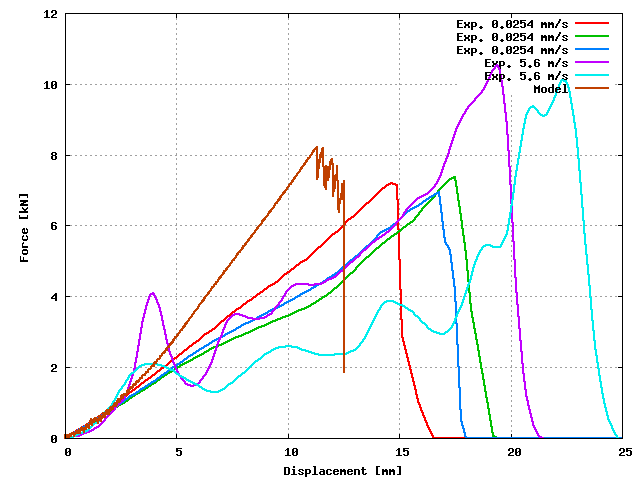 12
Exp. 0.0254 mm/s
Exp. 0.0254 mm/s
Exp. 0.0254 mm/s
Exp. 5.6 m/s
Exp. 5.6 m/s
Model
10
8
6
4
2
0
Force [kN]
0 5 10 15 20 25
Displacement [mm]